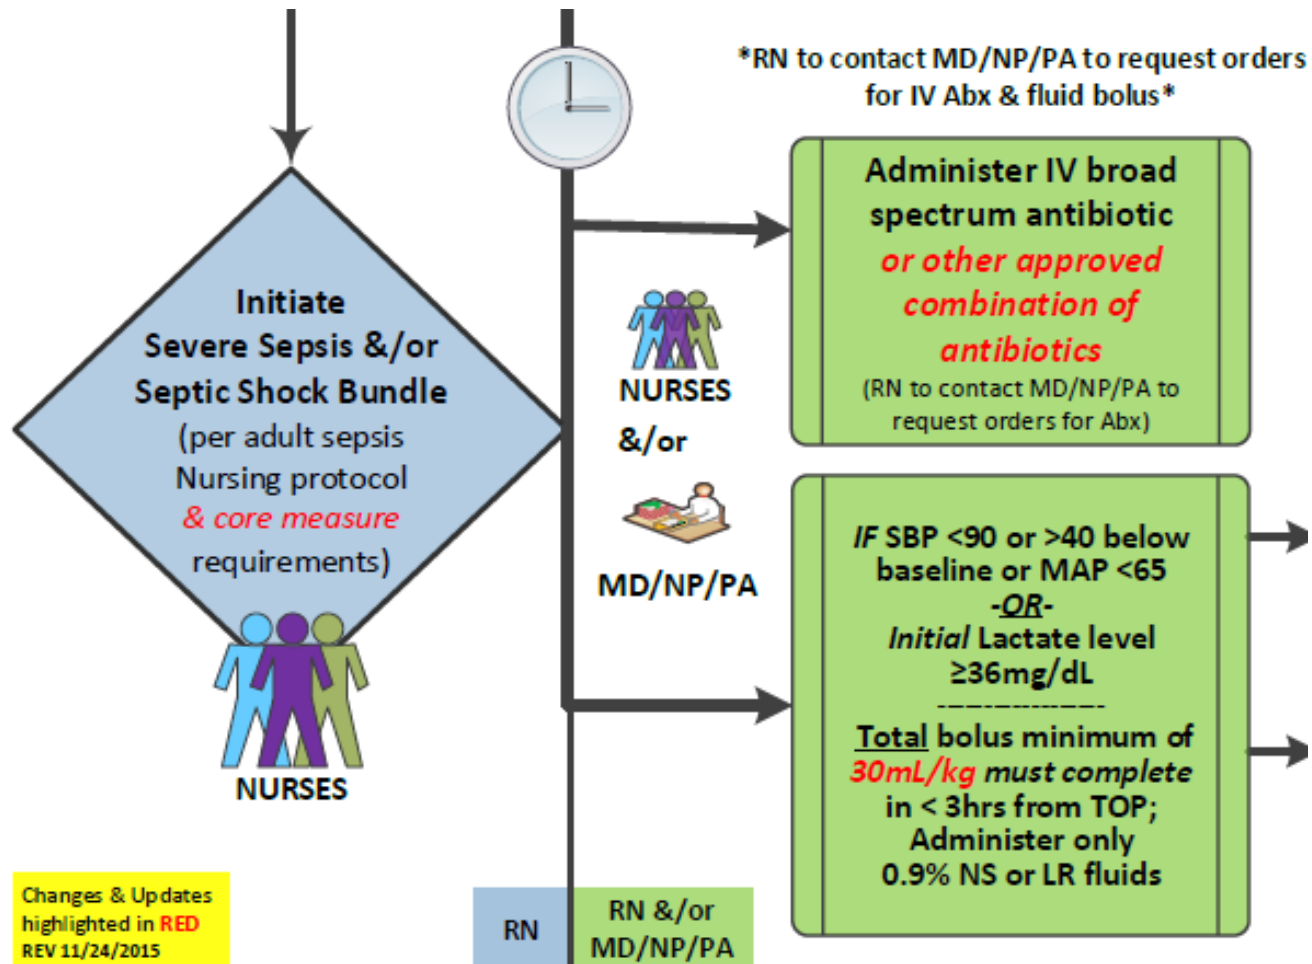 *RN to contact MD/NP/PA to request orders
for IV Abx & fluid bolus*
Administer IV broad
spectrum antibiotic
or other approved
combination of
antibiotics
(RN to contact MD/NP/PA to
request orders for Abx)
Initiate
Severe Sepsis &/or
Septic Shock Bundle
(per adult sepsis
Nursing protocol
& core measure
requirements)
NURSES
NURSES
&/or
MD/NP/PA
IF SBP <90 or >40 below
baseline or MAP <65
-OR-
Initial Lactate level
≥36mg/dL
--------------------
Total bolus minimum of
30mL/kg must complete
in < 3hrs from TOP;
Administer only
0.9% NS or LR fluids
Changes & Updates
highlighted in RED
REV 11/24/2015
RN
RN &/or
MD/NP/PA